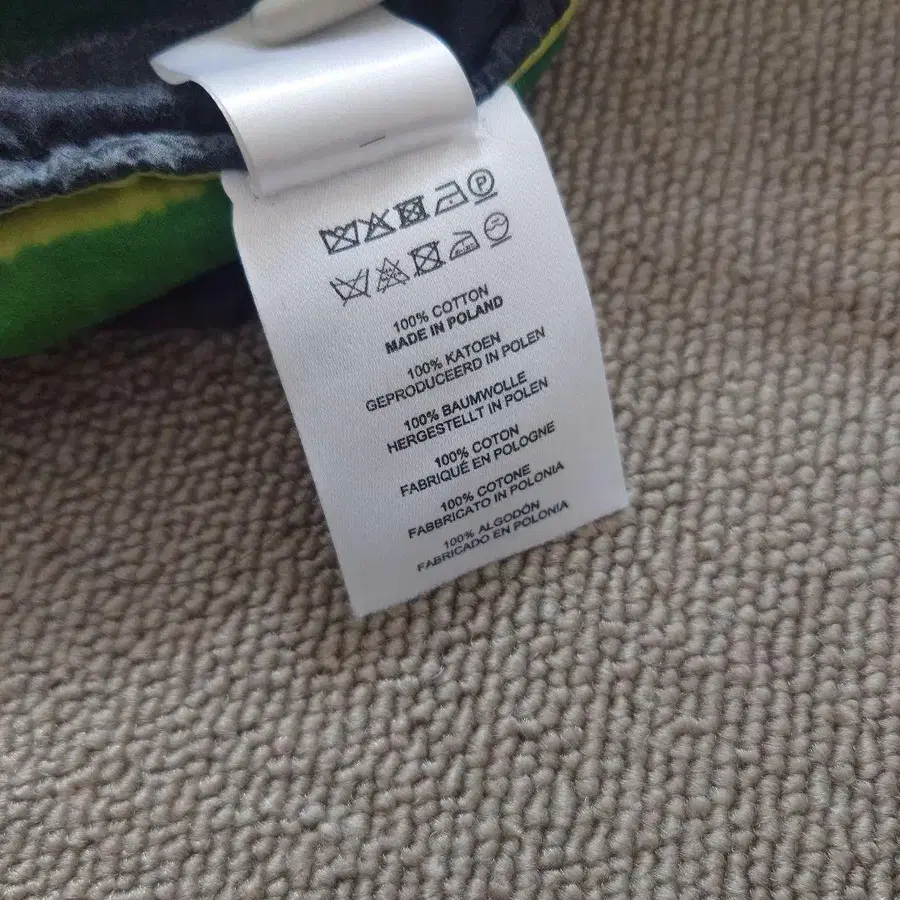 P
100% COTTON
MADE IN POLAND
100% KATOEN
GEPRODUCEERD IN POLEN
100% BAUMWOLLE
HERGESTELLT IN POLEN
100% COTON
FABRIQUÉ EN POLOGNE
100% COTONE
FABBRICATO IN POLONIA
100% ALGODÓN
FABRICADO EN POLONIA